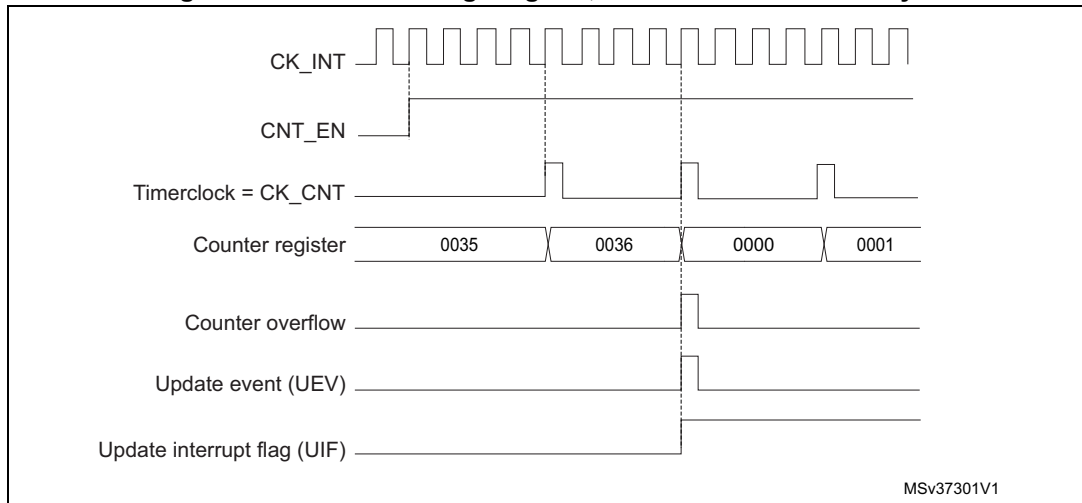 CK_INT
CNT_EN
Timerclock = CK_CNT
Counter register 0035 0036 0000 0001
Counter overflow
Update event (UEV)
Update interrupt flag (UIF)
MSv37301V1